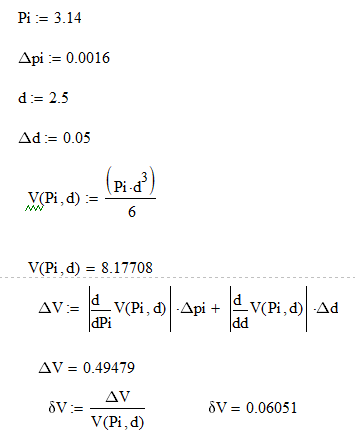 Pi := 3.14
Δpi := 0.0016
d := 2.5
Δd := 0.05
V(Pi, d) := (Pi·d³)/6
V(Pi, d) = 8.17708
ΔV := |d/dPi V(Pi, d)|·Δpi + |d/dd V(Pi, d)|·Δd
ΔV = 0.49479
δV := ΔV/V(Pi, d) δV = 0.06051